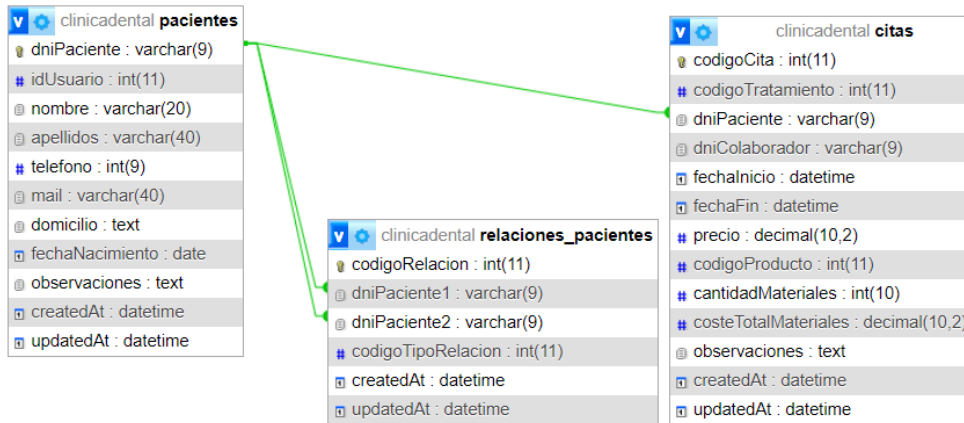 clinicadental pacientes
dniPaciente : varchar(9)
idUsuario : int(11)
nombre : varchar(20)
apellidos : varchar(40)
telefono : int(9)
mail : varchar(40)
domicilio : text
fechaNacimiento : date
observaciones : text
createdAt : datetime
updatedAt : datetime
clinicadental relaciones_pacientes
codigoRelacion : int(11)
dniPaciente1 : varchar(9)
dniPaciente2 : varchar(9)
codigoTipoRelacion : int(11)
createdAt : datetime
updatedAt : datetime
clinicadental citas
codigoCita : int(11)
codigoTratamiento : int(11)
dniPaciente : varchar(9)
dniColaborador : varchar(9)
fechaInicio : datetime
fechaFin : datetime
precio : decimal(10,2)
codigoProducto : int(11)
cantidadMateriales : int(10)
costeTotalMateriales : decimal(10,2)
observaciones : text
createdAt : datetime
updatedAt : datetime